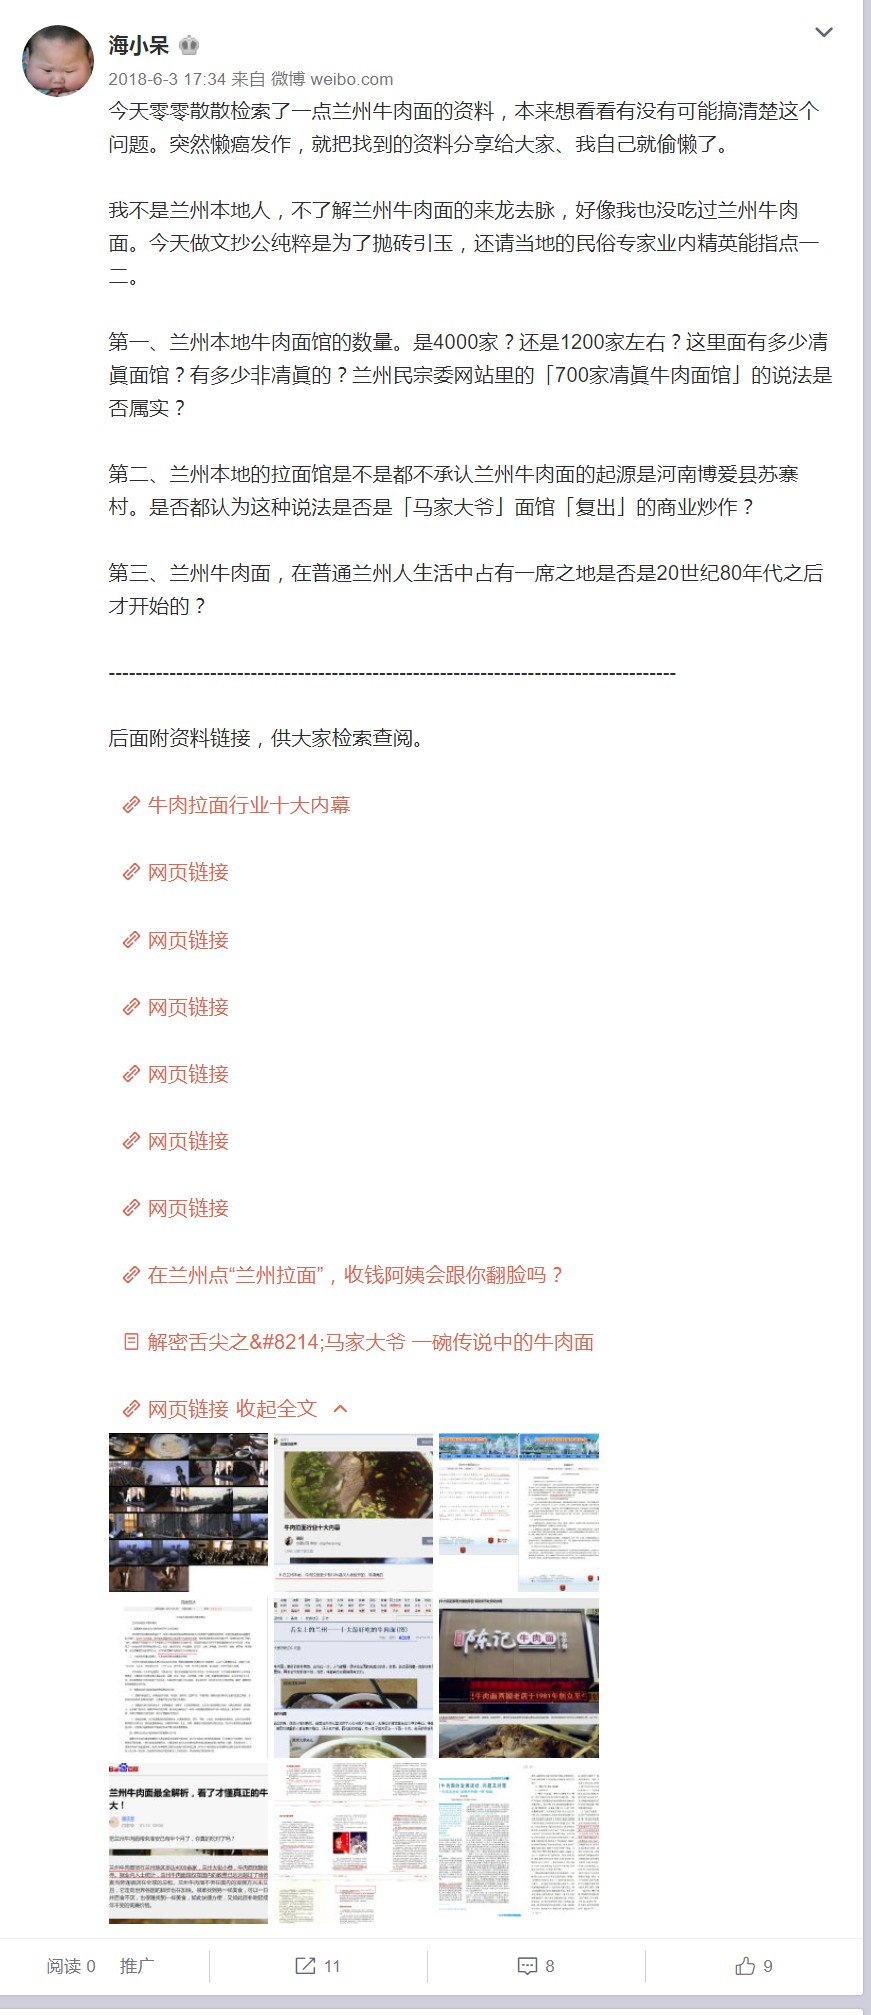 海小呆
2018-6-3 17:34 来自 微博 weibo.com
今天零零散散检索了一点兰州牛肉面的资料，本来想看看有没有可能搞清楚这个
问题。突然懒癌发作，就把找到的资料分享给大家、我自己就偷懒了。
我不是兰州本地人，不了解兰州牛肉面的来龙去脉，好像我也没吃过兰州牛肉
面。今天做文抄公纯粹是为了抛砖引玉，还请当地的民俗专家业内精英能指点一
二。
第一、兰州本地牛肉面馆的数量。是4000家？还是1200家左右？这里面有多少凊
眞面馆？有多少非凊眞的？兰州民宗委网站里的「700家凊眞牛肉面馆」的说法是
否属实？
第二、兰州本地的拉面馆是不是都不承认兰州牛肉面的起源是河南博爱县苏寨
村。是否都认为这种说法是否是「马家大爷」面馆「复出」的商业炒作？
第三、兰州牛肉面，在普通兰州人生活中占有一席之地是否是20世纪80年代之后
才开始的？
------------------------------------------------------------------------------------
后面附资料链接，供大家检索查阅。
牛肉拉面行业十大内幕
网页链接
网页链接
网页链接
网页链接
网页链接
网页链接
在兰州点“兰州拉面”，收钱阿姨会跟你翻脸吗？
解密舌尖之&#8214;马家大爷 一碗传说中的牛肉面
网页链接 收起全文
牛肉拉面行业十大内幕
舌尖上的兰州——十大最好吃的牛肉面(图)
陈记牛肉面
兰州牛肉面最全解析，看了才懂真正的牛
大！
阅读 0 推广 11 8 9